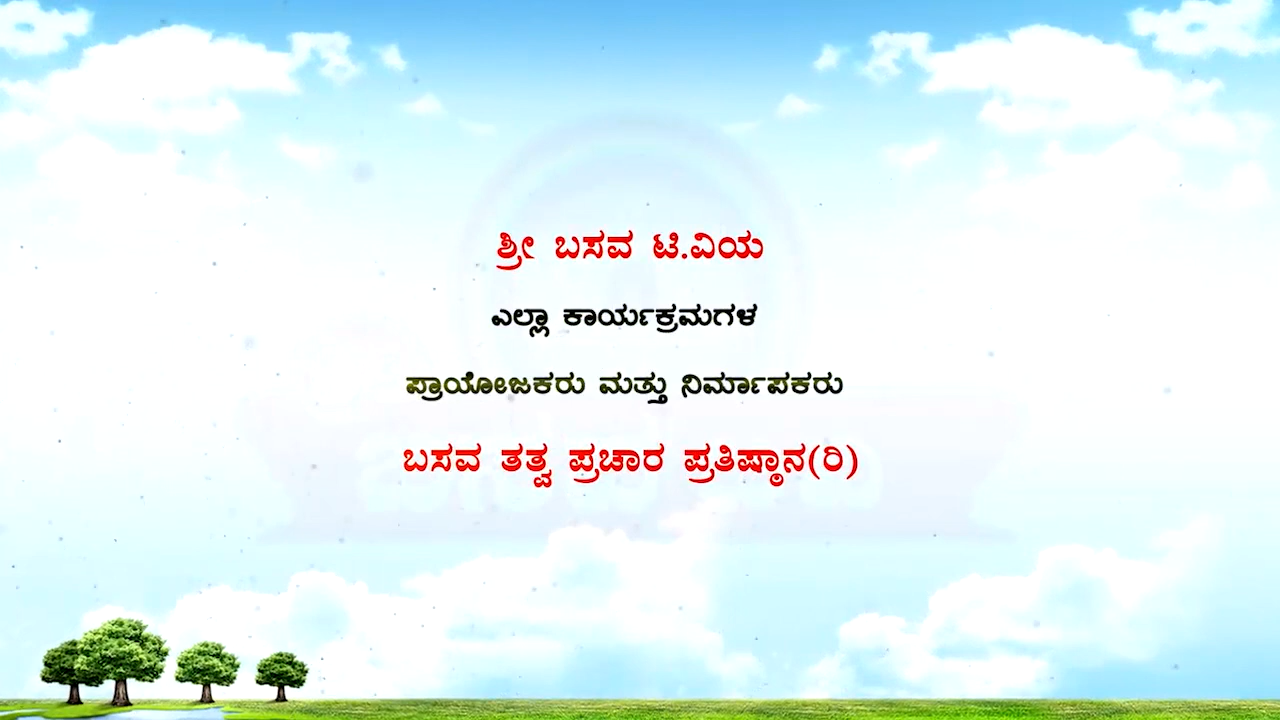 ಶ್ರೀ ಬಸವ ಟಿ.ವಿಯ
ಎಲ್ಲಾ ಕಾರ್ಯಕ್ರಮಗಳ
ಪ್ರಾಯೋಜಕರು ಮತ್ತು ನಿರ್ಮಾಪಕರು
ಬಸವ ತತ್ವ ಪ್ರಚಾರ ಪ್ರತಿಷ್ಠಾನ(ರಿ)